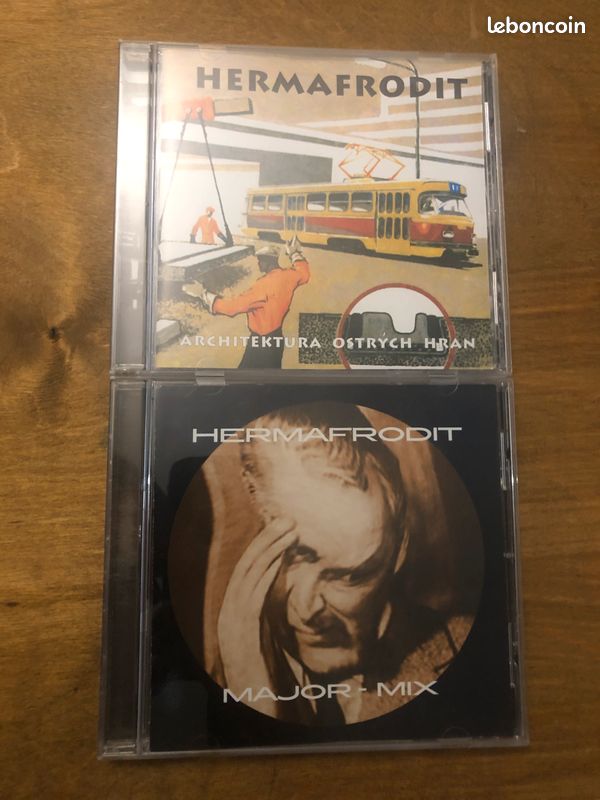 leboncoin
HERMAFRODIT
ARCHITEKTURA OSTRÝCH HRAN
HERMAFRODIT
MAJOR - MIX